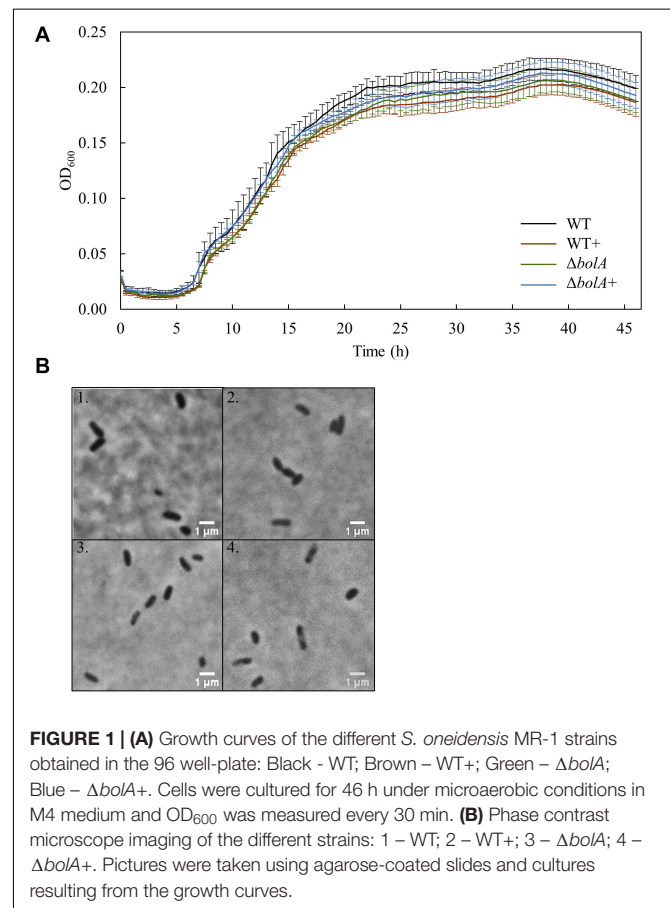 A
0.25
0.20
0.15
0.10
0.05
0.00
OD600
WT
WT+
ΔbolA
ΔbolA+
0 5 10 15 20 25 30 35 40 45
Time (h)
B
1. 2.
1 µm 1 µm
3. 4.
1 µm 1 µm
FIGURE 1 | (A) Growth curves of the different S. oneidensis MR-1 strains
obtained in the 96 well-plate: Black - WT; Brown – WT+; Green – ΔbolA;
Blue – ΔbolA+. Cells were cultured for 46 h under microaerobic conditions in
M4 medium and OD600 was measured every 30 min. (B) Phase contrast
microscope imaging of the different strains: 1 – WT; 2 – WT+; 3 – ΔbolA; 4 –
ΔbolA+. Pictures were taken using agarose-coated slides and cultures
resulting from the growth curves.